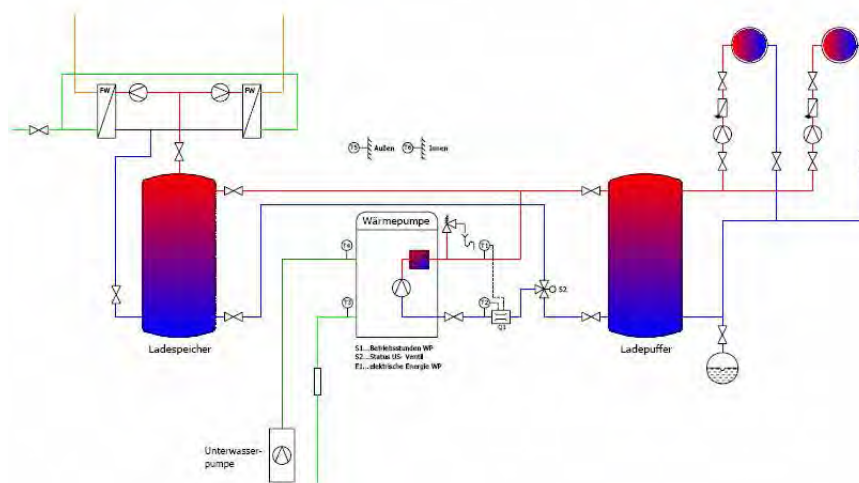 FW
FW
T5
Außen
T6
Innen
Wärmepumpe
T4
T1
T3
T2
Q1
S2
Ladespeicher
Ladepuffer
S1...Betriebsstunden WP
S2...Status US- Ventil
E1...elektrische Energie WP
Unterwasser-
pumpe